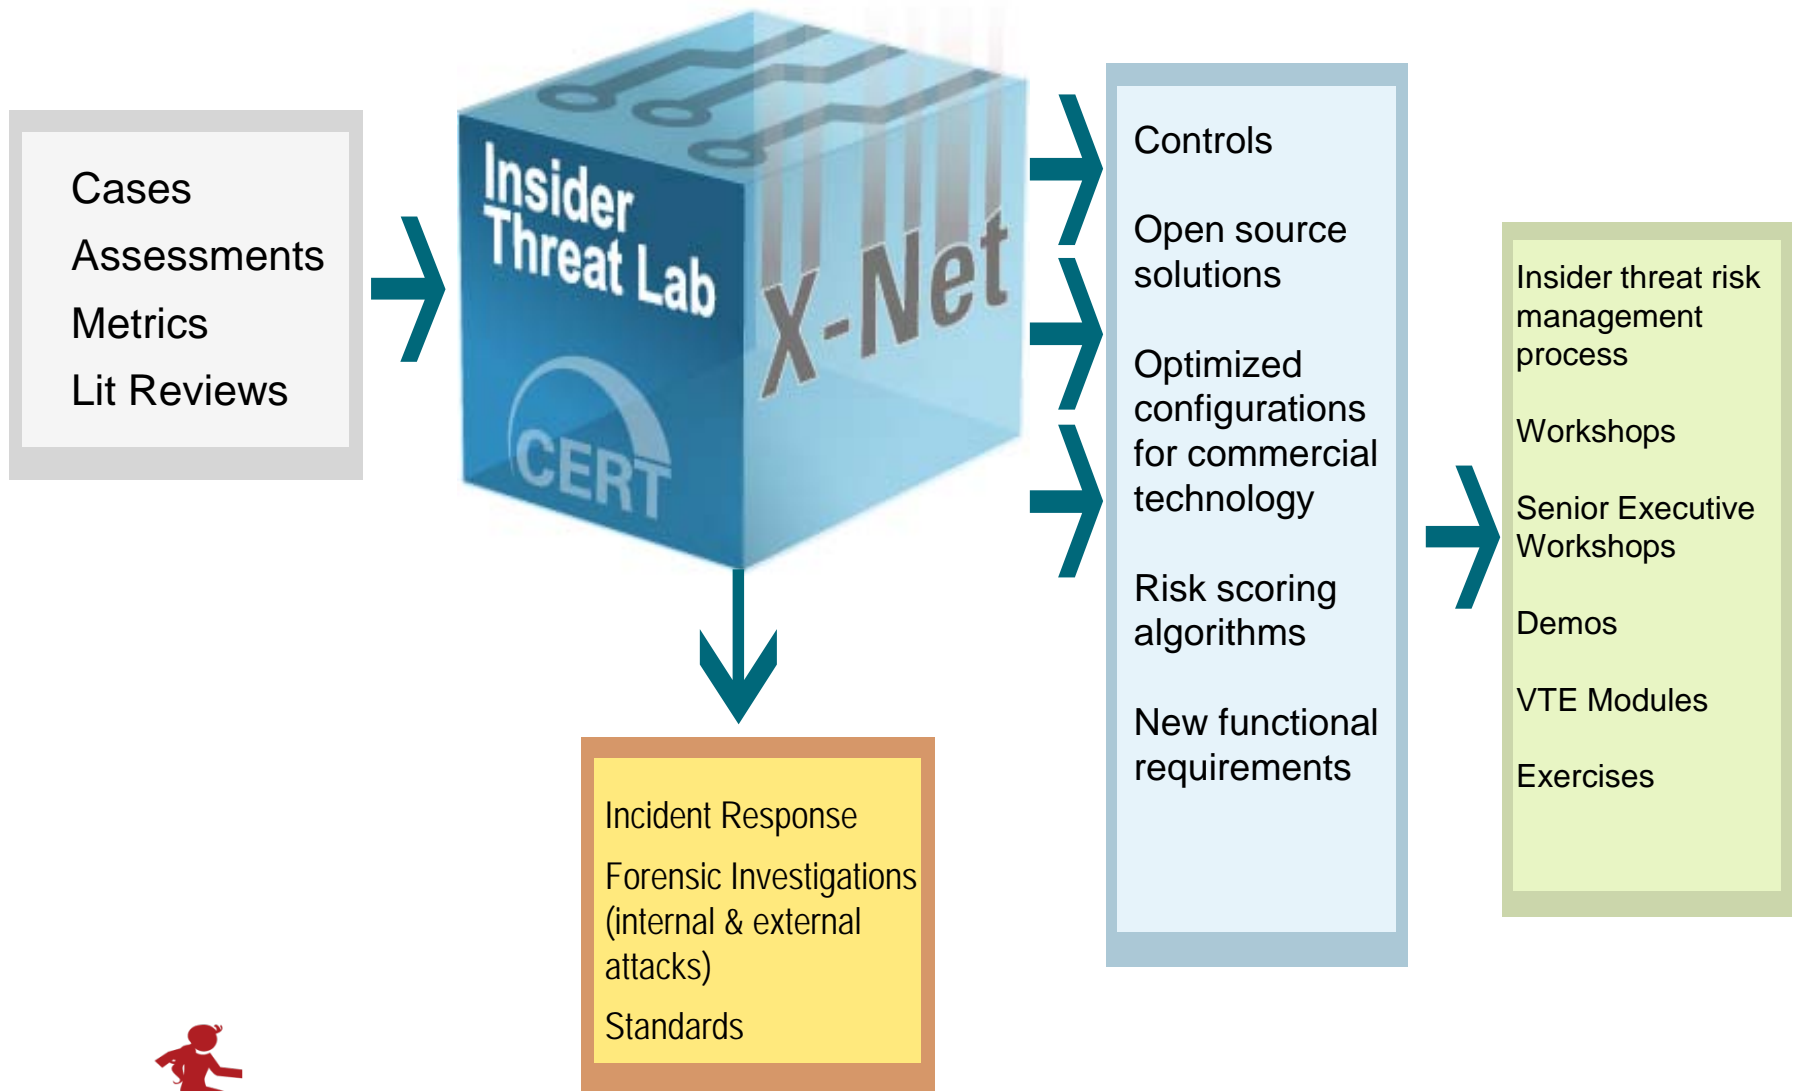 Cases
Assessments
Metrics
Lit Reviews
Insider
Threat Lab
CERT
X-Net
Controls
Open source
solutions
Optimized
configurations
for commercial
technology
Risk scoring
algorithms
New functional
requirements
Insider threat risk
management
process
Workshops
Senior Executive
Workshops
Demos
VTE Modules
Exercises
Incident Response
Forensic Investigations
(internal & external
attacks)
Standards